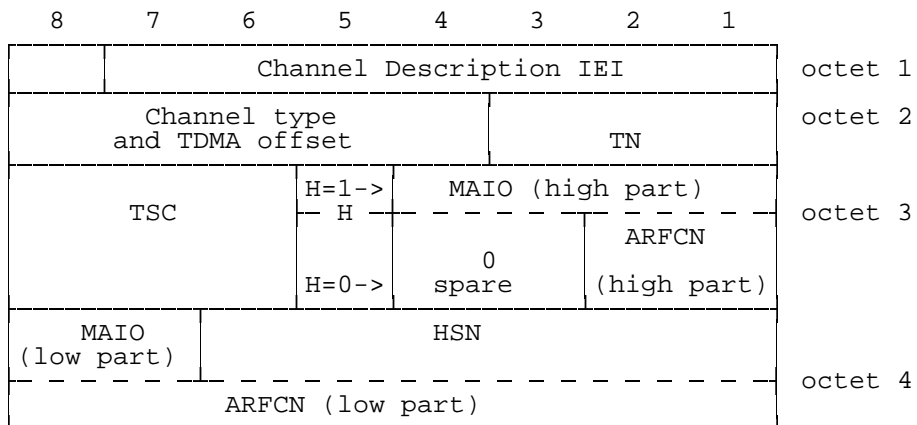 8 7 6 5 4 3 2 1
Channel Description IEI octet 1
Channel type octet 2
and TDMA offset TN
H=1-> MAIO (high part)
TSC H octet 3
ARFCN
0
H=0-> spare (high part)
MAIO HSN
(low part)
octet 4
ARFCN (low part)